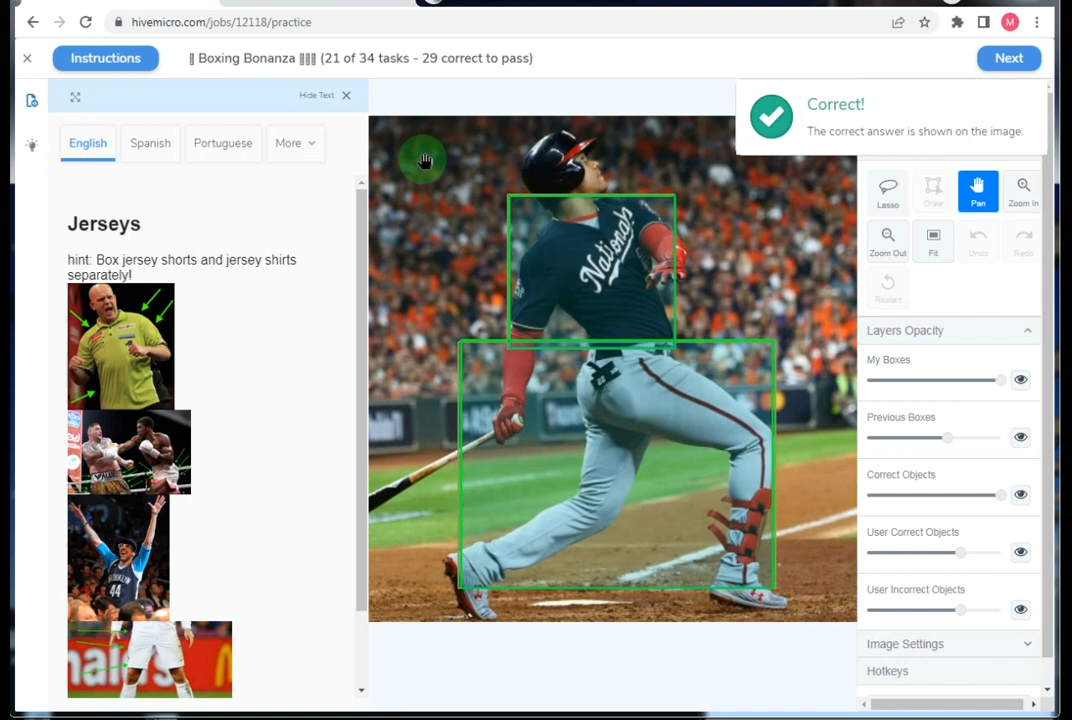 hivemicro.com/jobs/12118/practice
M
Instructions
Boxing Bonanza
(21 of 34 tasks - 29 correct to pass)
Next
Hide Text
Correct!
The correct answer is shown on the image.
English
Spanish
Portuguese
More
Jerseys
hint: Box jersey shorts and jersey shirts
separately!
Nationals
BROOKLYN
44
Lasso
Draw
Pan
Zoom In
Zoom Out
Fit
Undo
Redo
Restart
Layers Opacity
My Boxes
Previous Boxes
Correct Objects
User Correct Objects
User Incorrect Objects
Image Settings
Hotkeys